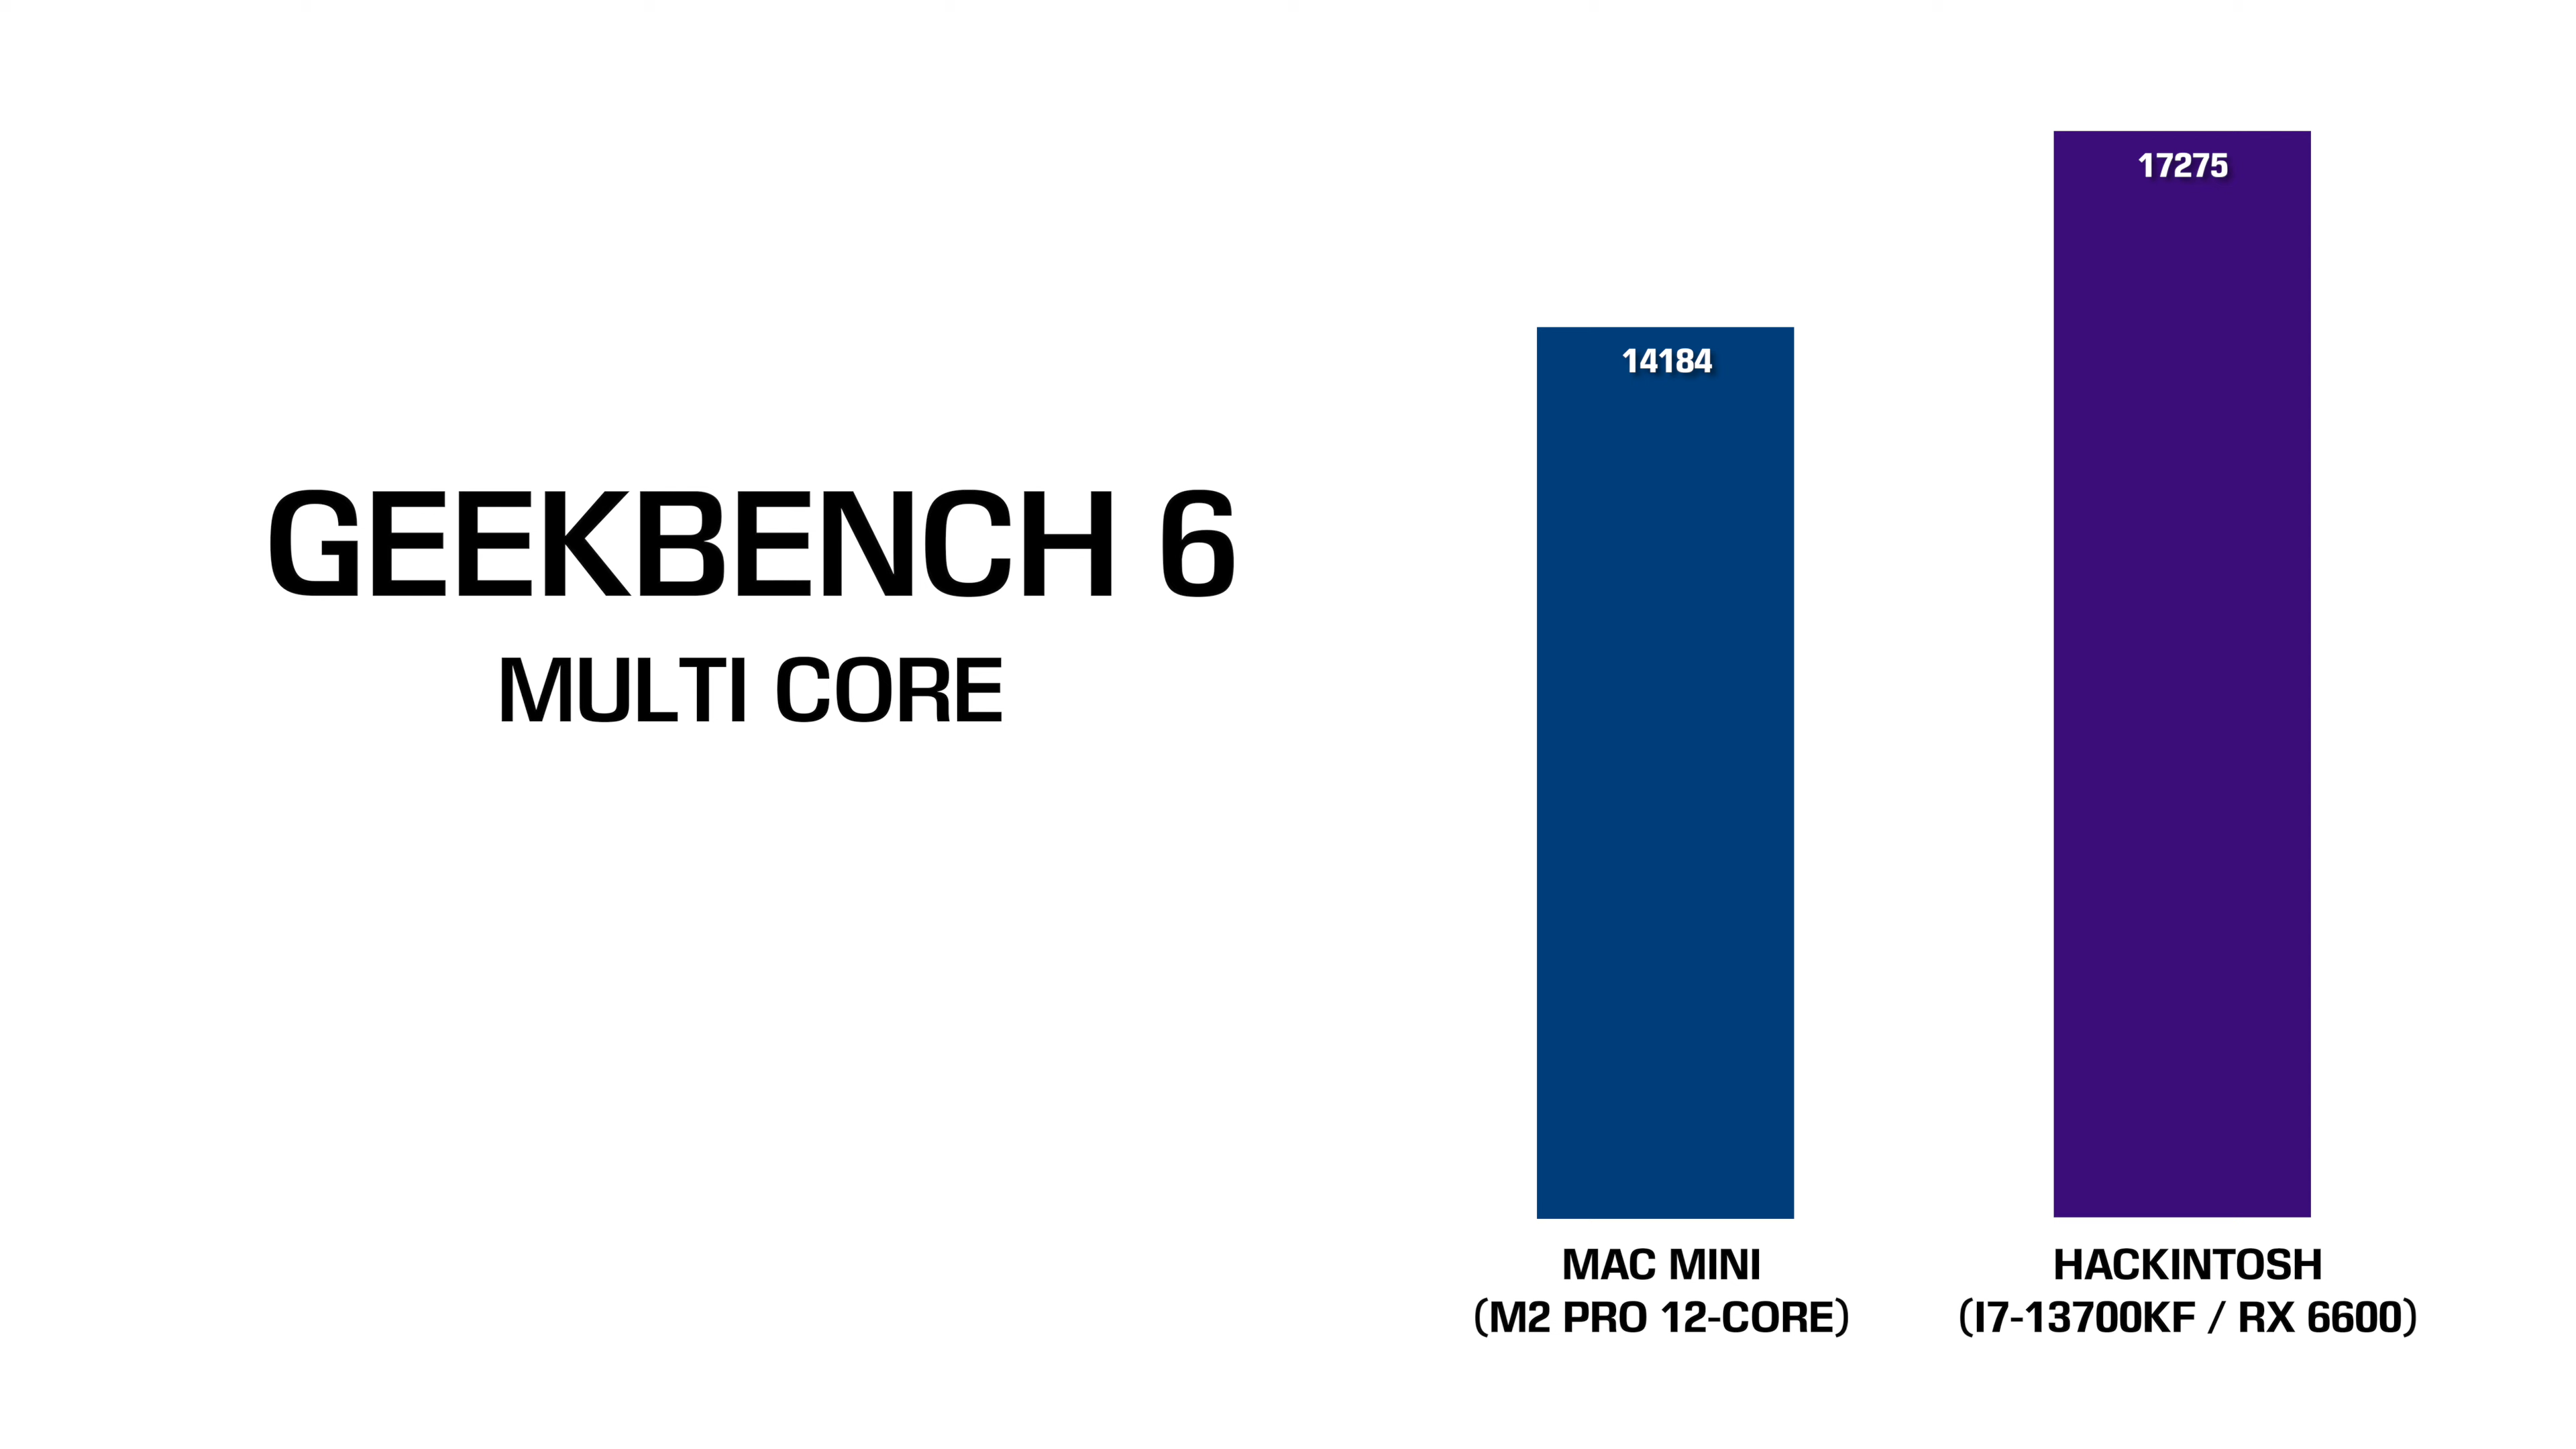 GEEKBENCH 6
MULTI CORE
14184
17275
MAC MINI
(M2 PRO 12-CORE)
HACKINTOSH
(I7-13700KF / RX 6600)